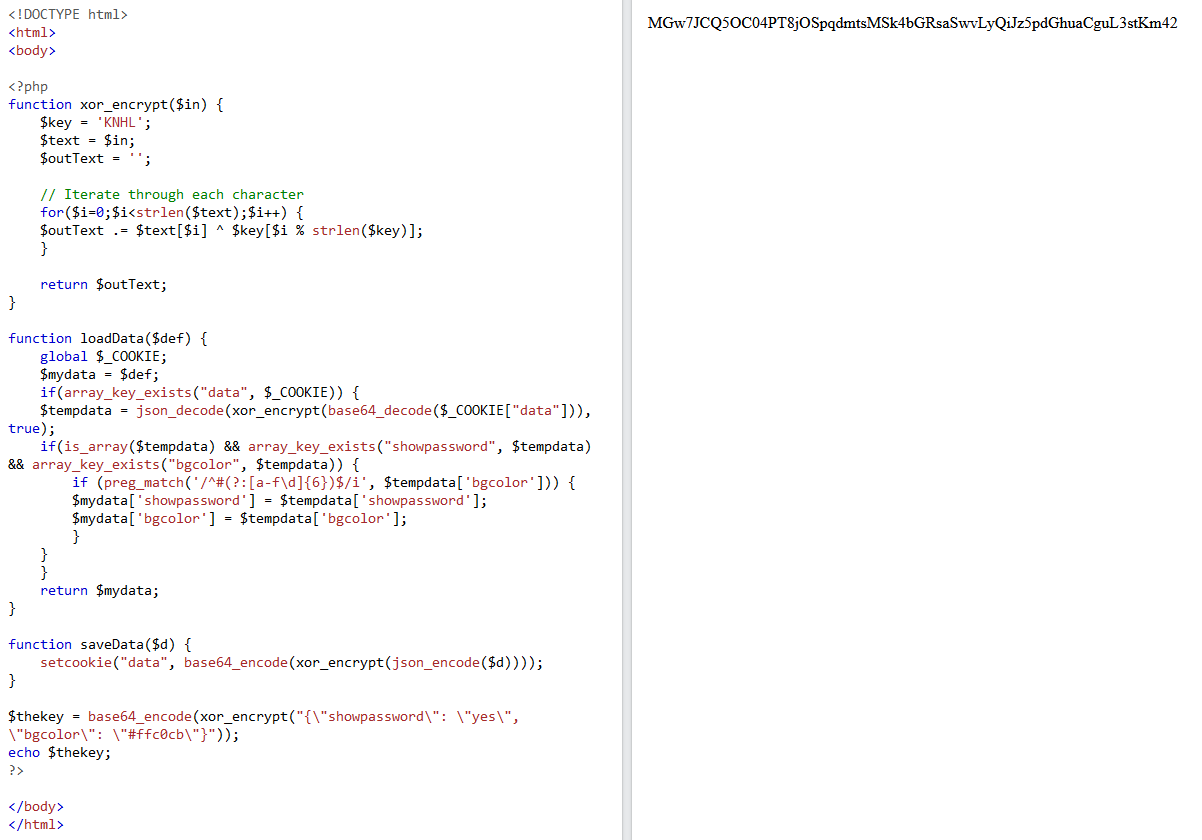 <!DOCTYPE html>
<html>
<body>
<?php
function xor_encrypt($in) {
    $key = 'KNHL';
    $text = $in;
    $outText = '';
    // Iterate through each character
    for($i=0;$i<strlen($text);$i++) {
    $outText .= $text[$i] ^ $key[$i % strlen($key)];
    }
    return $outText;
}
function loadData($def) {
    global $_COOKIE;
    $mydata = $def;
    if(array_key_exists("data", $_COOKIE)) {
    $tempdata = json_decode(xor_encrypt(base64_decode($_COOKIE["data"])),
true);
    if(is_array($tempdata) && array_key_exists("showpassword", $tempdata)
&& array_key_exists("bgcolor", $tempdata)) {
        if (preg_match('/^#(?:[a-f\d]{6})$/i', $tempdata['bgcolor'])) {
        $mydata['showpassword'] = $tempdata['showpassword'];
        $mydata['bgcolor'] = $tempdata['bgcolor'];
        }
    }
    }
    return $mydata;
}
function saveData($d) {
    setcookie("data", base64_encode(xor_encrypt(json_encode($d))));
}
$thekey = base64_encode(xor_encrypt("{\"showpassword\": \"yes\",
\"bgcolor\": \"#ffc0cb\"}"));
echo $thekey;
?>
</body>
</html>
MGw7JCQ5OC04PT8jOSpqdmtsMSk4bGRsaSwvLyQiJz5pdGhuaCguL3stKm42